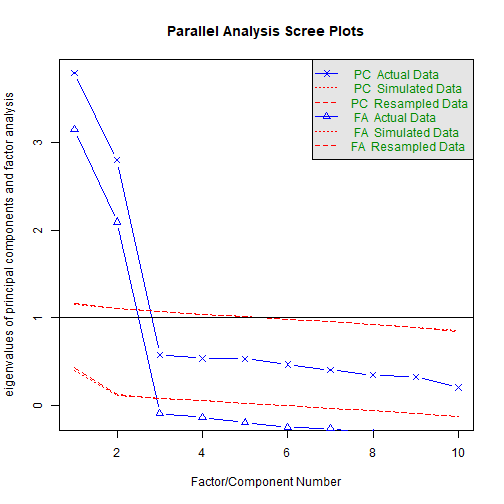 Parallel Analysis Scree Plots
eigenvalues of principal components and factor analysis
3
2
1
0
PC Actual Data
PC Simulated Data
PC Resampled Data
FA Actual Data
FA Simulated Data
FA Resampled Data
2 4 6 8 10
Factor/Component Number